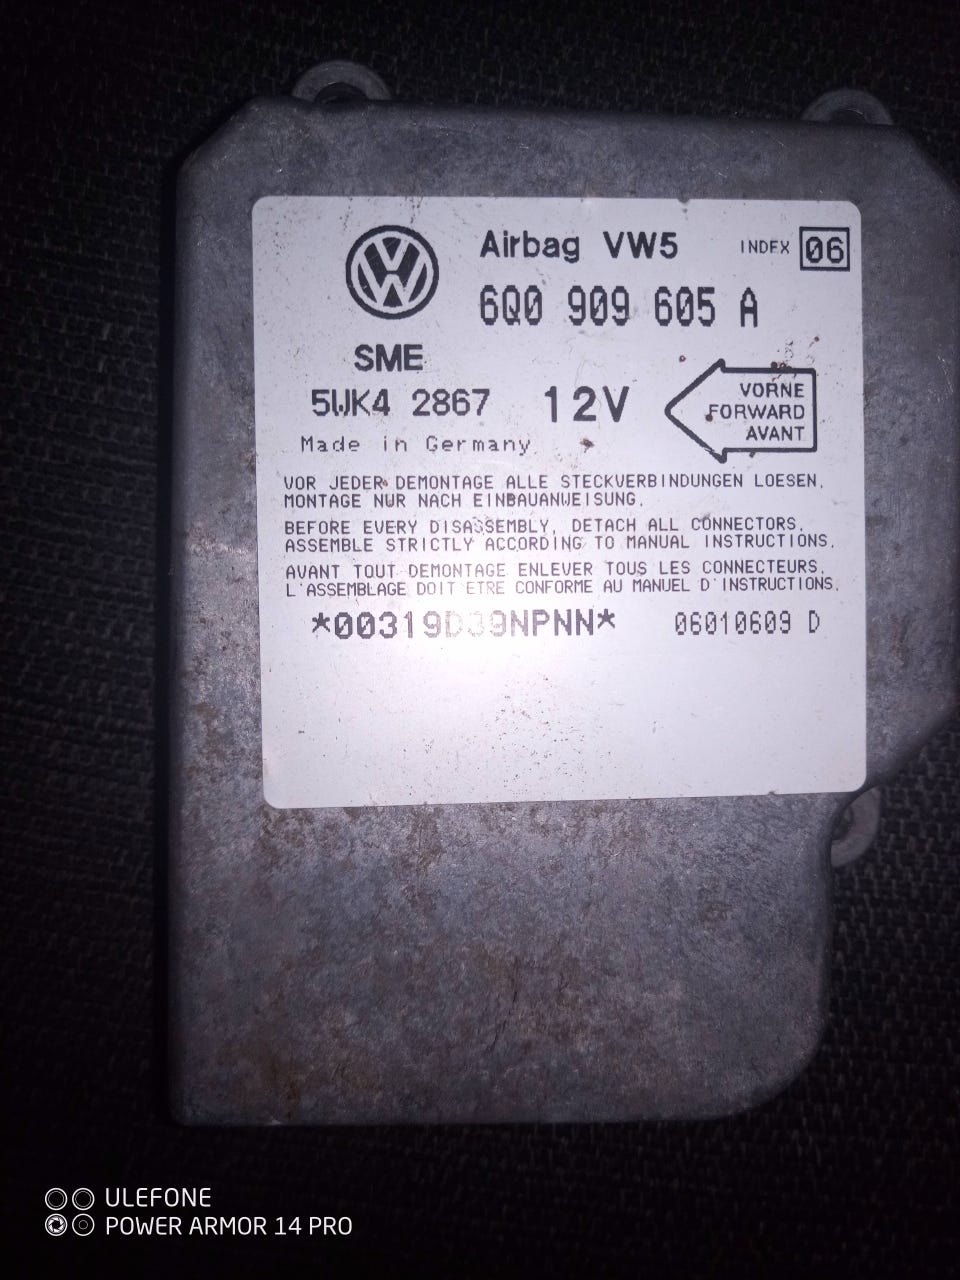 Airbag VW5 INDEX 06
6Q0 909 605 A
SME
5WK4 2867 12V
VORNE
FORWARD
AVANT
Made in Germany
VOR JEDER DEMONTAGE ALLE STECKVERBINDUNGEN LOESEN.
MONTAGE NUR NACH EINBAUANWEISUNG.
BEFORE EVERY DISASSEMBLY, DETACH ALL CONNECTORS.
ASSEMBLE STRICTLY ACCORDING TO MANUAL INSTRUCTIONS.
AVANT TOUT DEMONTAGE ENLEVER TOUS LES CONNECTEURS.
L'ASSEMBLAGE DOIT ETRE CONFORME AU MANUEL D'INSTRUCTIONS.
*00319D39NPNN* 06010609 D
ULEFONE
POWER ARMOR 14 PRO